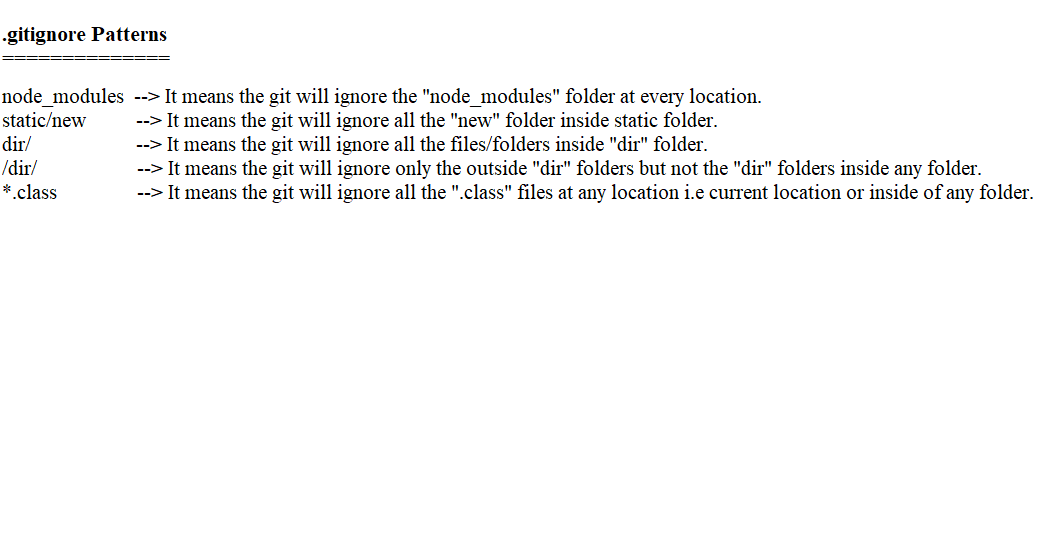 .gitignore Patterns
==============
node_modules --> It means the git will ignore the "node_modules" folder at every location.
static/new --> It means the git will ignore all the "new" folder inside static folder.
dir/ --> It means the git will ignore all the files/folders inside "dir" folder.
/dir/ --> It means the git will ignore only the outside "dir" folders but not the "dir" folders inside any folder.
*.class --> It means the git will ignore all the ".class" files at any location i.e current location or inside of any folder.